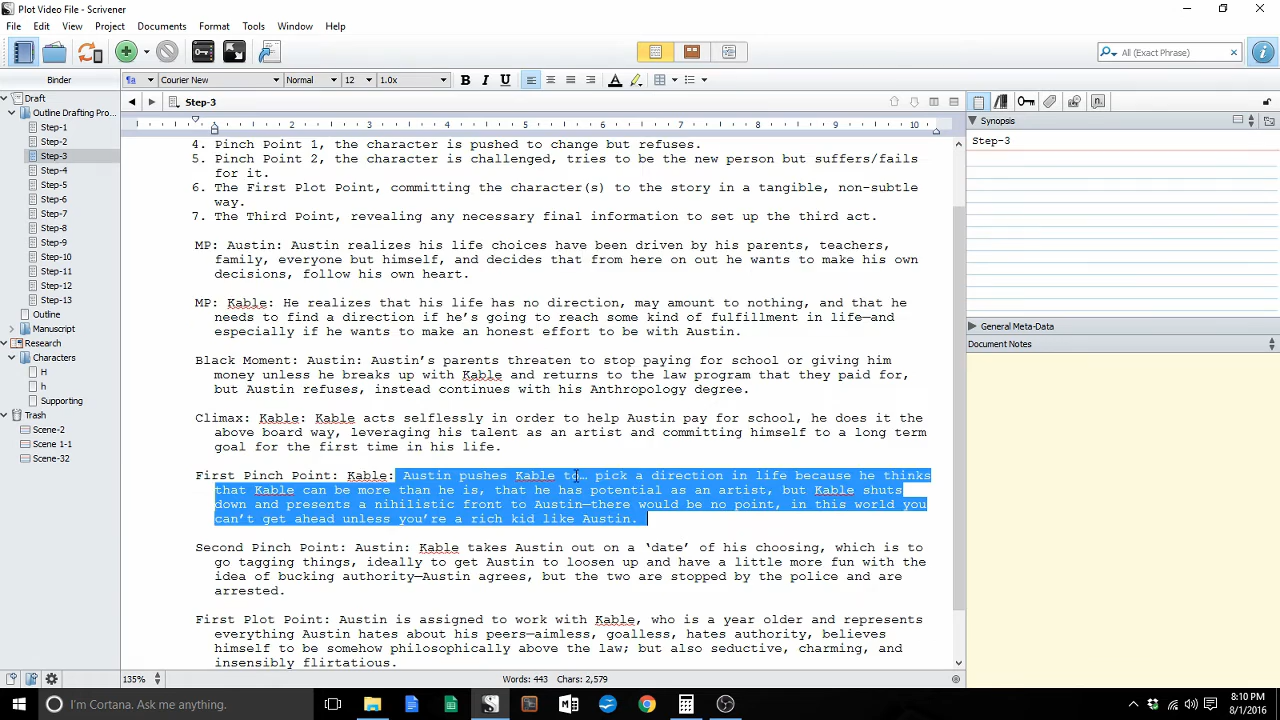 Plot Video File - Scrivener
File Edit View Project Documents Format Tools Window Help
All (Exact Phrase)
Binder
¶a Courier New Normal 12 1.0x B I U A
Draft
Outline Drafting Pro...
Step-1
Step-2
Step-3
Step-4
Step-5
Step-6
Step-7
Step-8
Step-9
Step-10
Step-11
Step-12
Step-13
Outline
Manuscript
Research
Characters
H
h
Supporting
Trash
Scene-2
Scene 1-1
Scene-32
Step-3
2 3 4 5 6 7 8 9 10
4. Pinch Point 1, the character is pushed to change but refuses.
5. Pinch Point 2, the character is challenged, tries to be the new person but suffers/fails
for it.
6. The First Plot Point, committing the character(s) to the story in a tangible, non-subtle
way.
7. The Third Point, revealing any necessary final information to set up the third act.
MP: Austin: Austin realizes his life choices have been driven by his parents, teachers,
family, everyone but himself, and decides that from here on out he wants to make his own
decisions, follow his own heart.
MP: Kable: He realizes that his life has no direction, may amount to nothing, and that he
needs to find a direction if he's going to reach some kind of fulfillment in life—and
especially if he wants to make an honest effort to be with Austin.
Black Moment: Austin: Austin's parents threaten to stop paying for school or giving him
money unless he breaks up with Kable and returns to the law program that they paid for,
but Austin refuses, instead continues with his Anthropology degree.
Climax: Kable: Kable acts selflessly in order to help Austin pay for school, he does it the
above board way, leveraging his talent as an artist and committing himself to a long term
goal for the first time in his life.
First Pinch Point: Kable: Austin pushes Kable to… pick a direction in life because he thinks
that Kable can be more than he is, that he has potential as an artist, but Kable shuts
down and presents a nihilistic front to Austin—there would be no point, in this world you
can't get ahead unless you're a rich kid like Austin.
Second Pinch Point: Austin: Kable takes Austin out on a 'date' of his choosing, which is to
go tagging things, ideally to get Austin to loosen up and have a little more fun with the
idea of bucking authority—Austin agrees, but the two are stopped by the police and are
arrested.
First Plot Point: Austin is assigned to work with Kable, who is a year older and represents
everything Austin hates about his peers—aimless, goalless, hates authority, believes
himself to be somehow philosophically above the law; but also seductive, charming, and
insensibly flirtatious.
135%
Words: 443 Chars: 2,579
Synopsis
Step-3
General Meta-Data
Document Notes
I'm Cortana. Ask me anything.
8:10 PM
8/1/2016